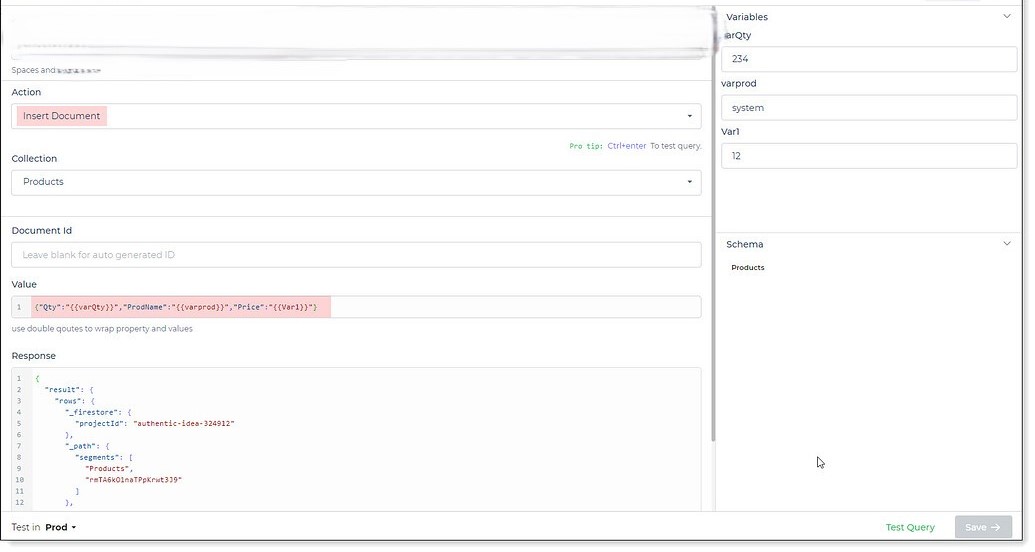 Spaces and
Action
Insert Document
Pro tip: Ctrl+enter To test query.
Collection
Products
Document Id
Leave blank for auto generated ID
Value
1 {"Qty":"{{varQty}}","ProdName":"{{varprod}}","Price":"{{Var1}}"}
use double qoutes to wrap property and values
Response
1 {
2 "result": {
3 "rows": {
4 "_firestore": {
5 "projectId": "authentic-idea-324912"
6 },
7 "_path": {
8 "segments": [
9 "Products",
10 "rmTA6kO1naTPpKrwt3J9"
11 ]
12 },
Test in Prod
Test Query
Save
Variables
arQty
234
varprod
system
Var1
12
Schema
Products